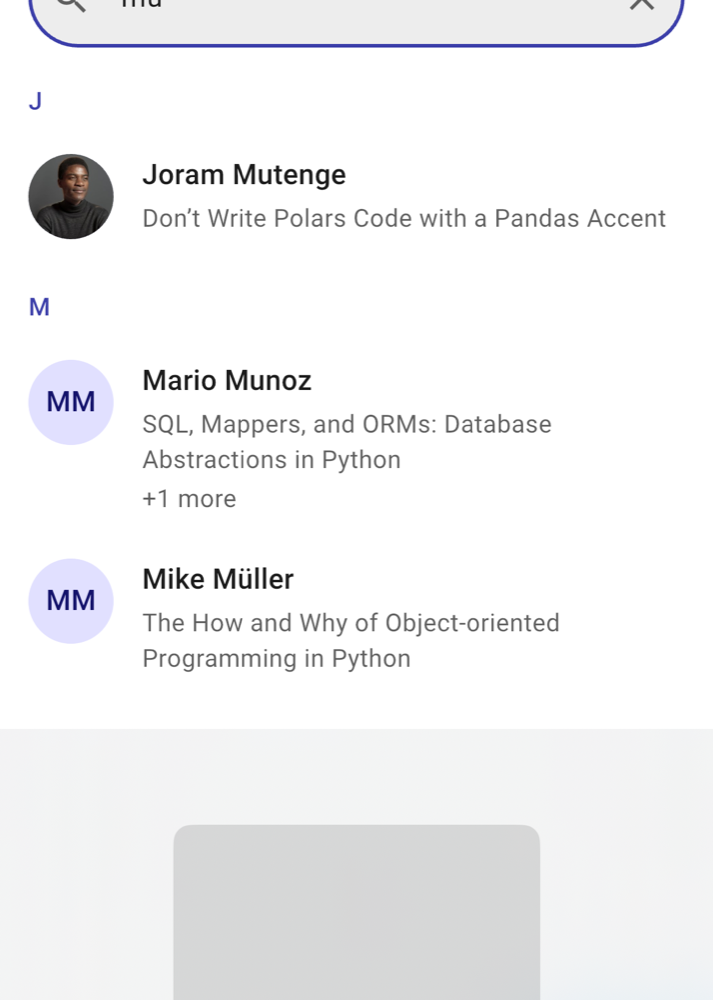 mu
J
Joram Mutenge
Don’t Write Polars Code with a Pandas Accent
M
MM
Mario Munoz
SQL, Mappers, and ORMs: Database
Abstractions in Python
+1 more
MM
Mike Müller
The How and Why of Object-oriented
Programming in Python